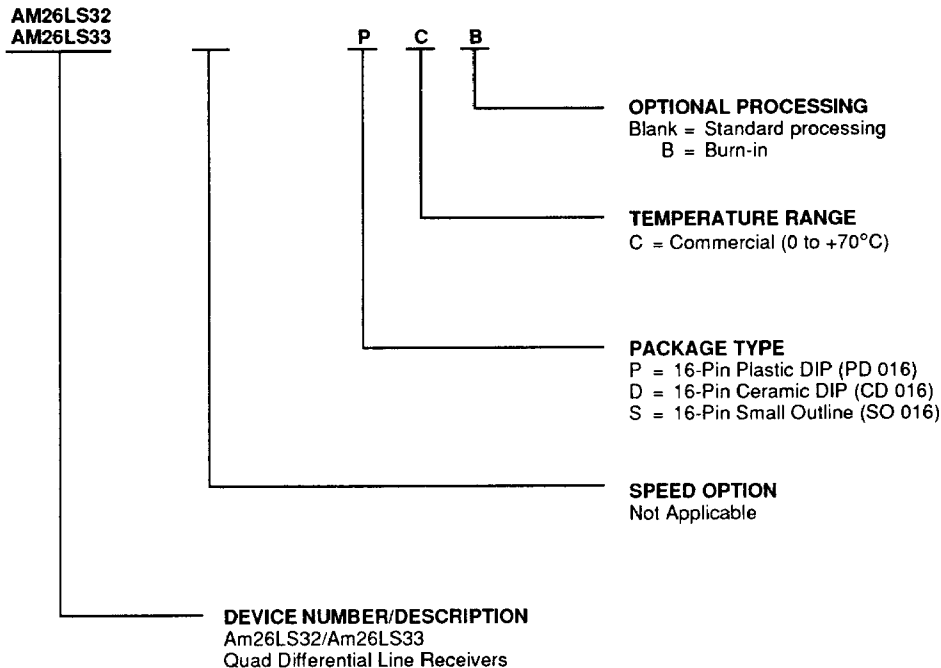 AM26LS32
AM26LS33 P C B
OPTIONAL PROCESSING
Blank = Standard processing
B = Burn-in
TEMPERATURE RANGE
C = Commercial (0 to +70°C)
PACKAGE TYPE
P = 16-Pin Plastic DIP (PD 016)
D = 16-Pin Ceramic DIP (CD 016)
S = 16-Pin Small Outline (SO 016)
SPEED OPTION
Not Applicable
DEVICE NUMBER/DESCRIPTION
Am26LS32/Am26LS33
Quad Differential Line Receivers